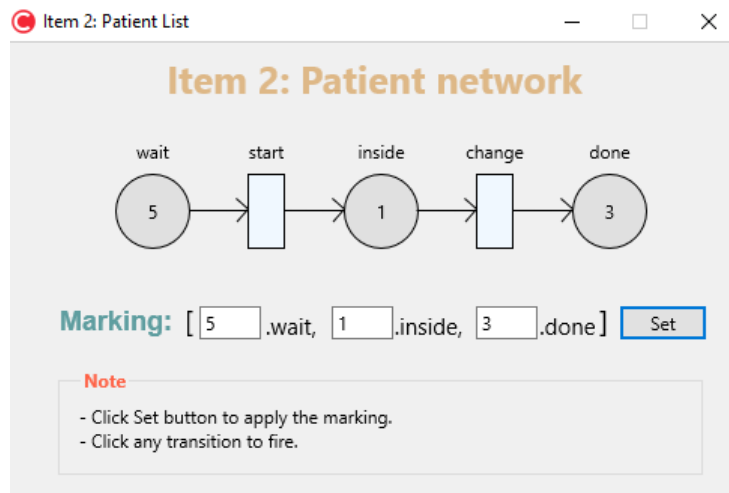 Item 2: Patient List
Item 2: Patient network
wait start inside change done
5 1 3
Marking: [ 5 .wait, 1 .inside, 3 .done ] Set
Note
- Click Set button to apply the marking.
- Click any transition to fire.